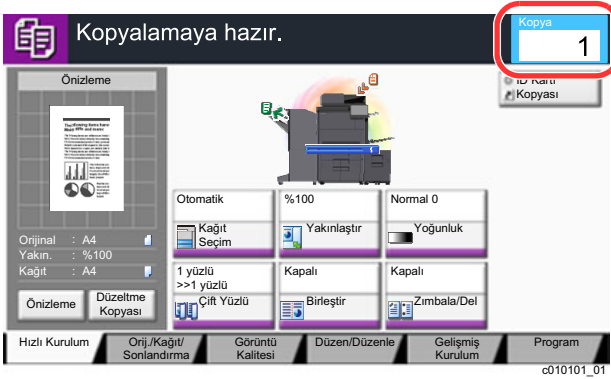 Kopyalamaya hazır.
Kopya
1
Önizleme
ID Kartı
Kopyası
Orijinal : A4
Yakın. : %100
Kağıt : A4
Önizleme
Düzeltme
Kopyası
Otomatik
Kağıt
Seçim
%100
Yakınlaştır
Normal 0
Yoğunluk
1 yüzlü
>>1 yüzlü
Çift Yüzlü
Kapalı
Birleştir
Kapalı
Zımbala/Del
Hızlı Kurulum
Orij./Kağıt/
Sonlandırma
Görüntü
Kalitesi
Düzen/Düzenle
Gelişmiş
Kurulum
Program
c010101_01